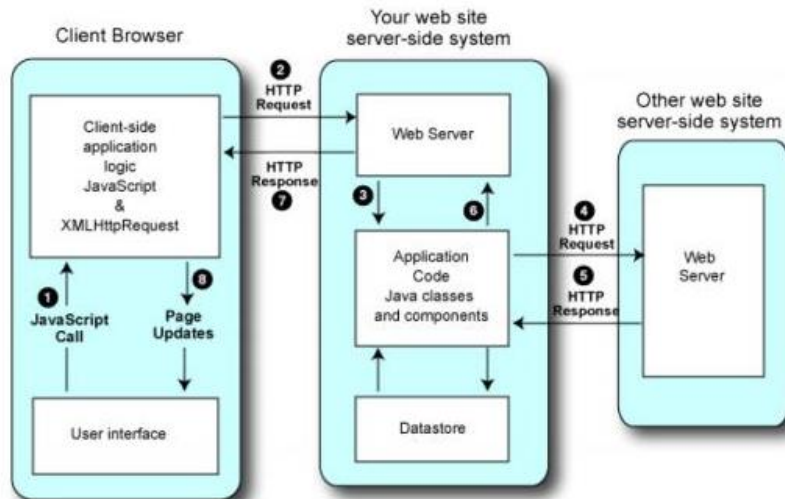 Client Browser
Your web site
server-side system
Other web site
server-side system
Client-side
application
logic
JavaScript
&
XMLHttpRequest
1
JavaScript
Call
8
Page
Updates
User interface
2
HTTP
Request
HTTP
Response
7
Web Server
3
6
Application
Code
Java classes
and components
Datastore
4
HTTP
Request
5
HTTP
Response
Web
Server